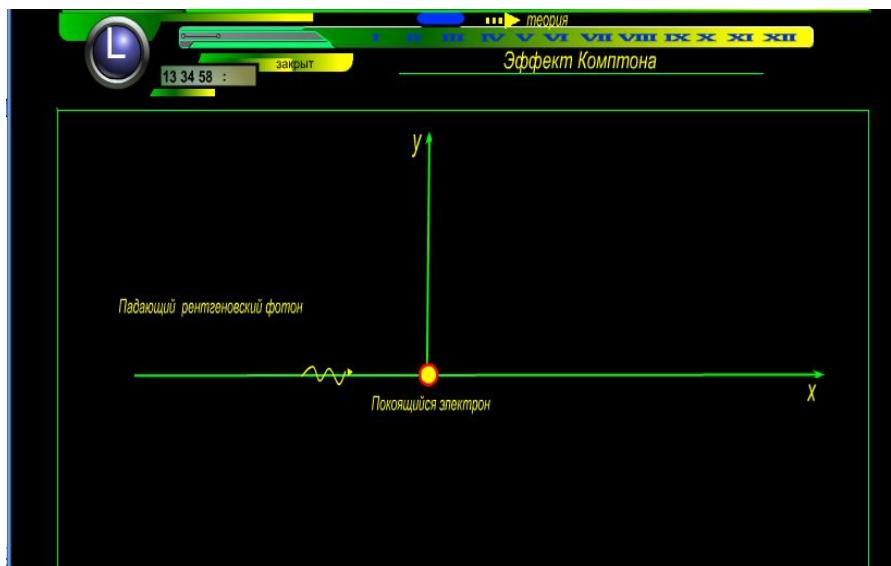 теория
L
I II III IV V VI VII VIII IX X XI XII
закрыт
Эффект Комптона
13 34 58 :
y
Падающий рентгеновский фотон
x
Покоящийся электрон